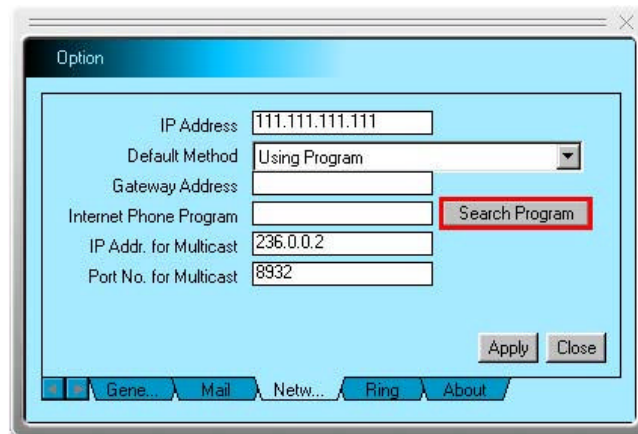 Option
IP Address 111.111.111.111
Default Method Using Program
Gateway Address
Internet Phone Program Search Program
IP Addr. for Multicast 236.0.0.2
Port No. for Multicast 8932
Apply Close
Gene... Mail Netw... Ring About